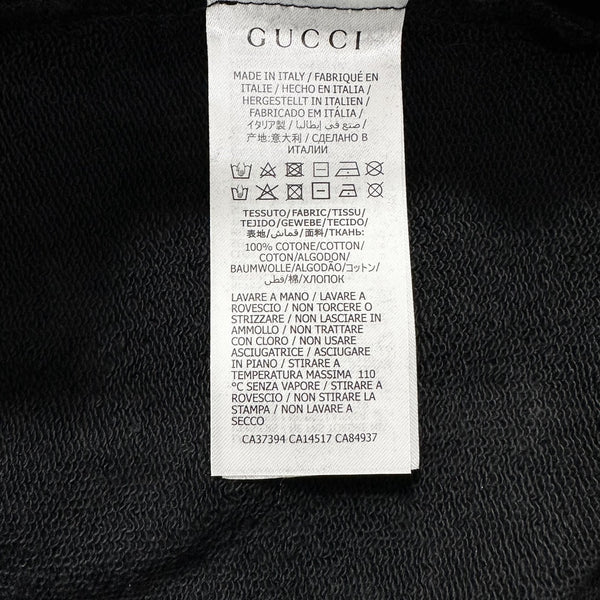 GUCCI
MADE IN ITALY / FABRIQUÉ EN
ITALIE / HECHO EN ITALIA /
HERGESTELLT IN ITALIEN /
FABRICADO EM ITÁLIA /
イタリア製 / صنع في إيطاليا /
产地:意大利 / СДЕЛАНО В
ИТАЛИИ
TESSUTO/FABRIC/TISSU/
TEJIDO/GEWEBE/TECIDO/
表地/قماش/面料/ТКАНЬ:
100% COTONE/COTTON/
COTON/ALGODON/
BAUMWOLLE/ALGODÃO/コットン/
قطن/棉/ХЛОПОК
LAVARE A MANO / LAVARE A
ROVESCIO / NON TORCERE O
STRIZZARE / NON LASCIARE IN
AMMOLLO / NON TRATTARE
CON CLORO / NON USARE
ASCIUGATRICE / ASCIUGARE
IN PIANO / STIRARE A
TEMPERATURA MASSIMA 110
°C SENZA VAPORE / STIRARE A
ROVESCIO / NON STIRARE LA
STAMPA / NON LAVARE A
SECCO
CA37394 CA14517 CA84937